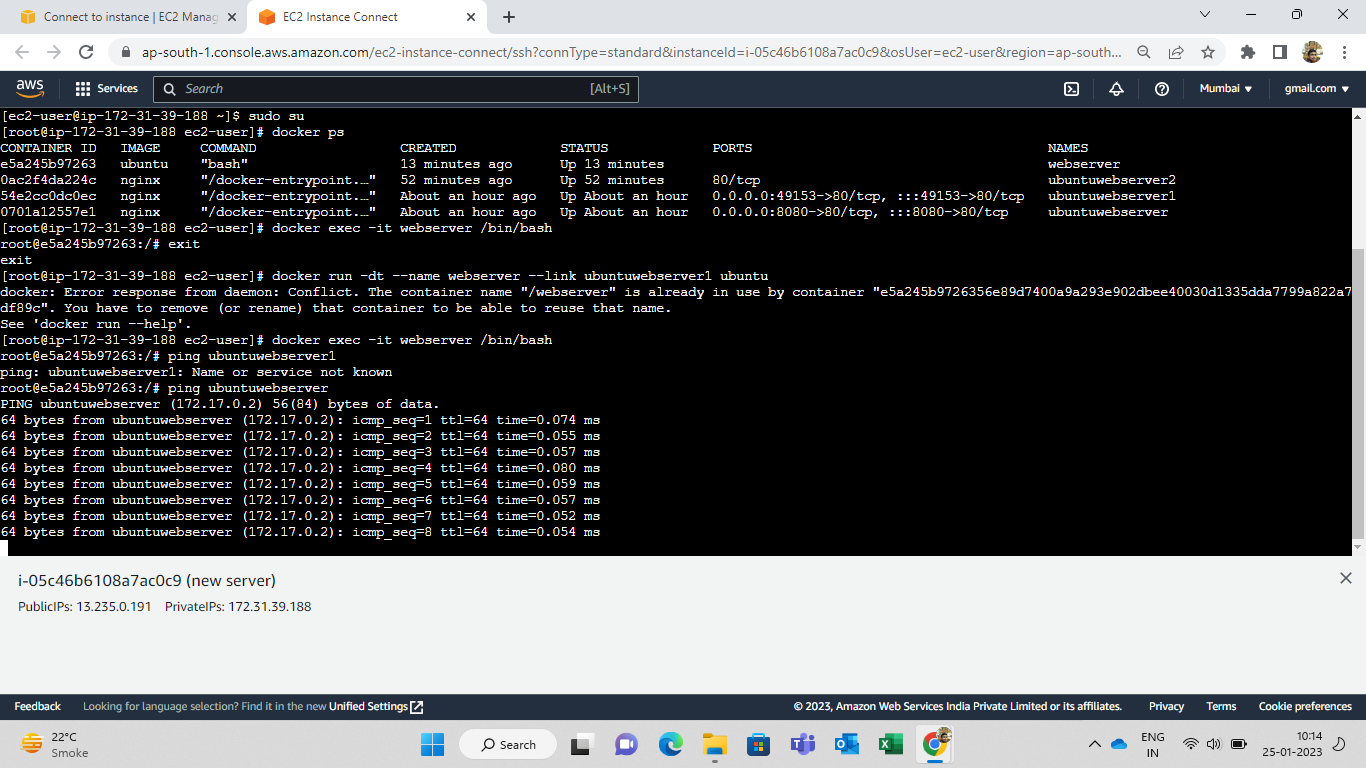 Connect to instance | EC2 Manag
EC2 Instance Connect
ap-south-1.console.aws.amazon.com/ec2-instance-connect/ssh?connType=standard&instanceId=i-05c46b6108a7ac0c9&osUser=ec2-user&region=ap-south...
aws
Services
Search
[Alt+S]
Mumbai
gmail.com
[ec2-user@ip-172-31-39-188 ~]$ sudo su
[root@ip-172-31-39-188 ec2-user]# docker ps
CONTAINER ID IMAGE COMMAND CREATED STATUS PORTS NAMES
e5a245b97263 ubuntu "bash" 13 minutes ago Up 13 minutes webserver
0ac2f4da224c nginx "/docker-entrypoint.…" 52 minutes ago Up 52 minutes 80/tcp ubuntuwebserver2
54e2cc0dc0ec nginx "/docker-entrypoint.…" About an hour ago Up About an hour 0.0.0.0:49153->80/tcp, :::49153->80/tcp ubuntuwebserver1
0701a12557e1 nginx "/docker-entrypoint.…" About an hour ago Up About an hour 0.0.0.0:8080->80/tcp, :::8080->80/tcp ubuntuwebserver
[root@ip-172-31-39-188 ec2-user]# docker exec -it webserver /bin/bash
root@e5a245b97263:/# exit
exit
[root@ip-172-31-39-188 ec2-user]# docker run -dt --name webserver --link ubuntuwebserver1 ubuntu
docker: Error response from daemon: Conflict. The container name "/webserver" is already in use by container "e5a245b9726356e89d7400a9a293e902dbee40030d1335dda7799a822a7
df89c". You have to remove (or rename) that container to be able to reuse that name.
See 'docker run --help'.
[root@ip-172-31-39-188 ec2-user]# docker exec -it webserver /bin/bash
root@e5a245b97263:/# ping ubuntuwebserver1
ping: ubuntuwebserver1: Name or service not known
root@e5a245b97263:/# ping ubuntuwebserver
PING ubuntuwebserver (172.17.0.2) 56(84) bytes of data.
64 bytes from ubuntuwebserver (172.17.0.2): icmp_seq=1 ttl=64 time=0.074 ms
64 bytes from ubuntuwebserver (172.17.0.2): icmp_seq=2 ttl=64 time=0.055 ms
64 bytes from ubuntuwebserver (172.17.0.2): icmp_seq=3 ttl=64 time=0.057 ms
64 bytes from ubuntuwebserver (172.17.0.2): icmp_seq=4 ttl=64 time=0.080 ms
64 bytes from ubuntuwebserver (172.17.0.2): icmp_seq=5 ttl=64 time=0.059 ms
64 bytes from ubuntuwebserver (172.17.0.2): icmp_seq=6 ttl=64 time=0.057 ms
64 bytes from ubuntuwebserver (172.17.0.2): icmp_seq=7 ttl=64 time=0.052 ms
64 bytes from ubuntuwebserver (172.17.0.2): icmp_seq=8 ttl=64 time=0.054 ms
i-05c46b6108a7ac0c9 (new server)
PublicIPs: 13.235.0.191 PrivateIPs: 172.31.39.188
Feedback
Looking for language selection? Find it in the new Unified Settings
© 2023, Amazon Web Services India Private Limited or its affiliates.
Privacy
Terms
Cookie preferences
22°C
Smoke
Search
ENG
IN
10:14
25-01-2023